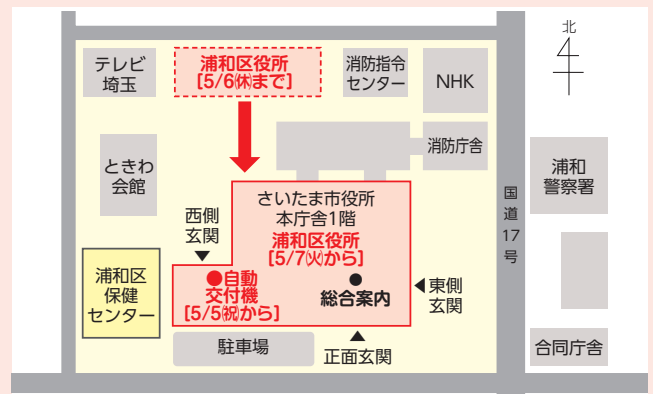 北
テレビ
埼玉
浦和区役所
[5/6㊡まで]
消防指令
センター
NHK
消防庁舎
ときわ
会館
浦和
警察署
国道17号
さいたま市役所
本庁舎1階
浦和区役所
[5/7㈫から]
西側
玄関
浦和区
保健
センター
自動
交付機
[5/5㈷から]
総合案内
東側
玄関
駐車場
正面玄関
合同庁舎